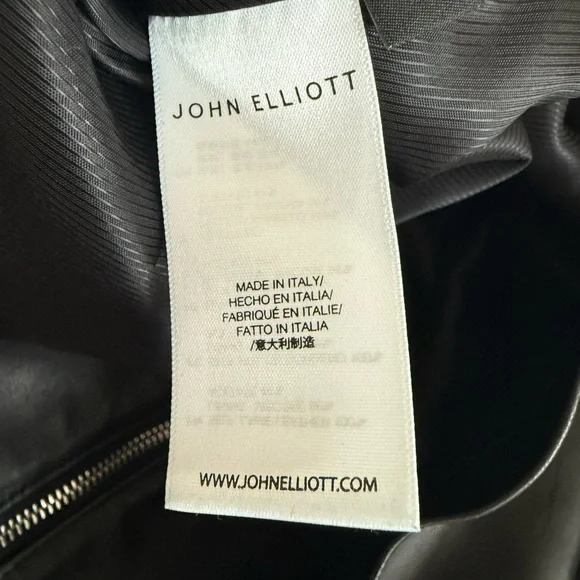 JOHN ELLIOTT
MADE IN ITALY/
HECHO EN ITALIA/
FABRIQUÉ EN ITALIE/
FATTO IN ITALIA
/意大利制造
WWW.JOHNELLIOTT.COM